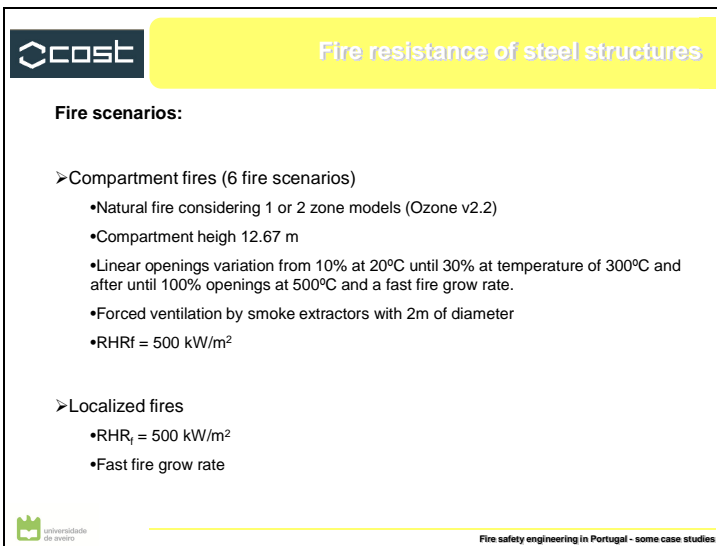 cost
Fire resistance of steel structures
Fire scenarios:
➢Compartment fires (6 fire scenarios)
•Natural fire considering 1 or 2 zone models (Ozone v2.2)
•Compartment heigh 12.67 m
•Linear openings variation from 10% at 20ºC until 30% at temperature of 300ºC and
after until 100% openings at 500ºC and a fast fire grow rate.
•Forced ventilation by smoke extractors with 2m of diameter
•RHRf = 500 kW/m²
➢Localized fires
•RHRf = 500 kW/m²
•Fast fire grow rate
universidade
de aveiro
Fire safety engineering in Portugal - some case studies